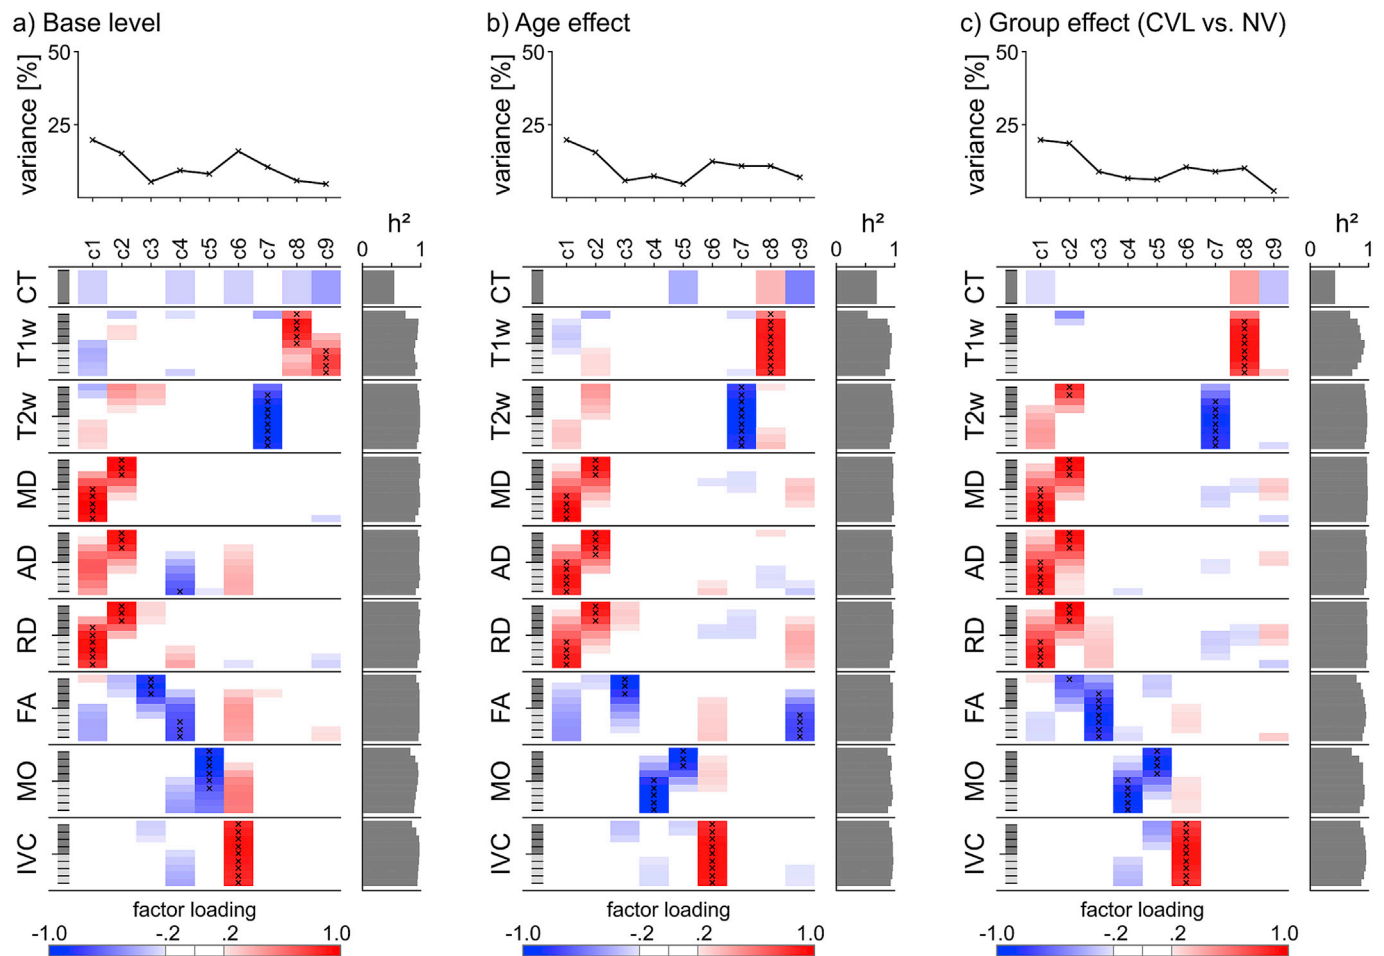 a) Base level
b) Age effect
c) Group effect (CVL vs. NV)
50
25
variance [%]
50
25
variance [%]
50
25
variance [%]
h²
h²
h²
c1 c2 c3 c4 c5 c6 c7 c8 c9 0 1
c1 c2 c3 c4 c5 c6 c7 c8 c9 0 1
c1 c2 c3 c4 c5 c6 c7 c8 c9 0 1
CT CT CT
T1w T1w T1w
T2w T2w T2w
MD MD MD
AD AD AD
RD RD RD
FA FA FA
MO MO MO
IVC IVC IVC
factor loading
factor loading
factor loading
-1.0 -.2 .2 1.0
-1.0 -.2 .2 1.0
-1.0 -.2 .2 1.0